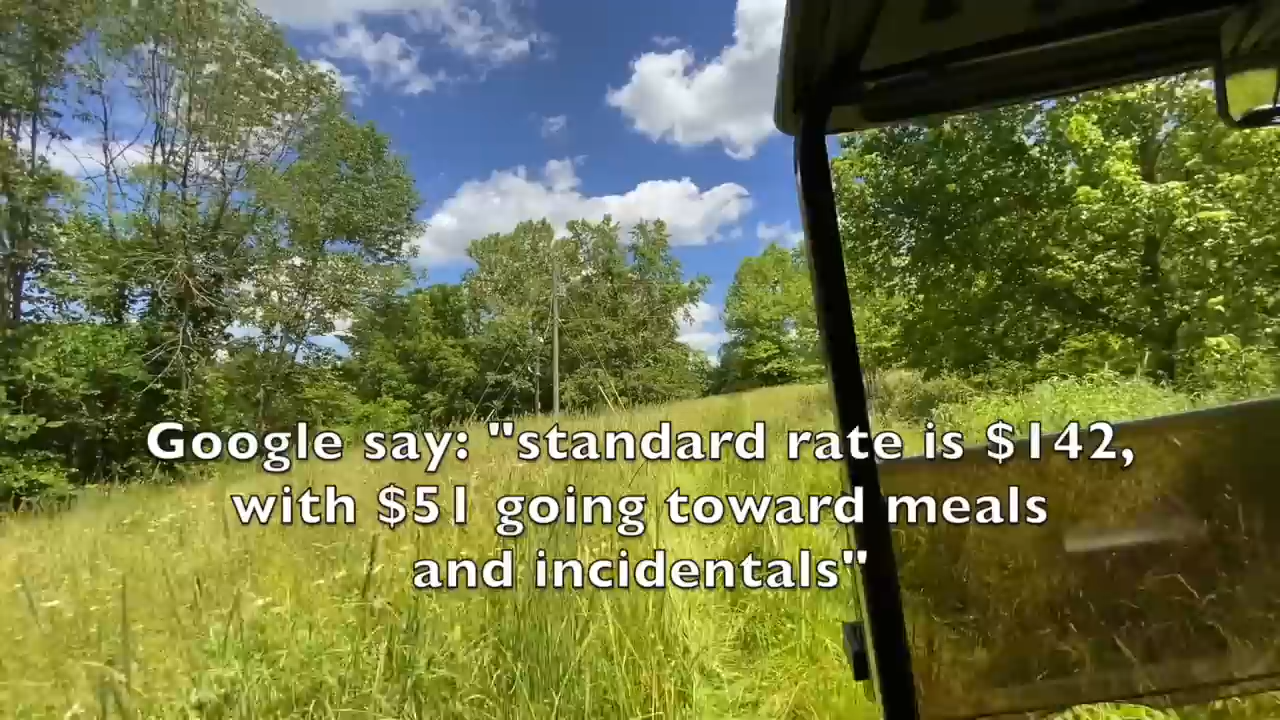 Google say: "standard rate is $142,
with $51 going toward meals
and incidentals"